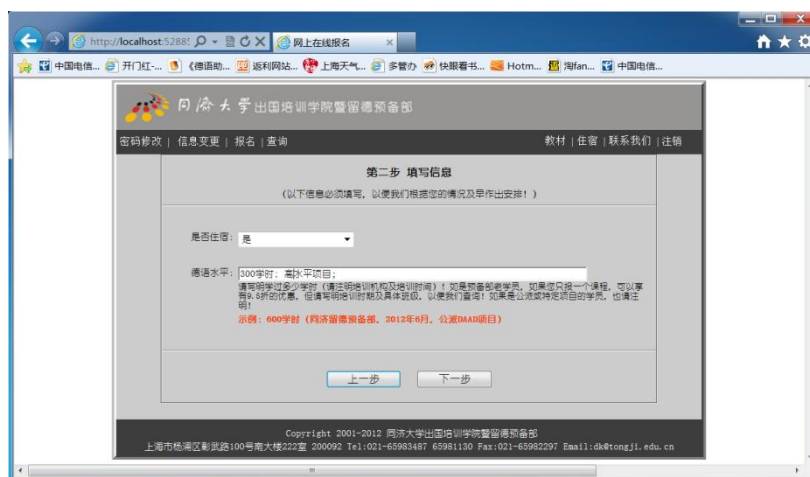 http://localhost:5288
网上在线报名
中国电信...
开门红-...
《德语助...
返利网站...
上海天气...
多管办
快眼看书...
Hotm...
淘fan...
中国电信...
同济大学出国培训学院暨留德预备部
密码修改 | 信息变更 | 报名 | 查询
教材 | 住宿 | 联系我们 | 注销
第二步 填写信息
(以下信息必须填写，以便我们根据您的情况及早作出安排！)
是否住宿: 是
德语水平: 300学时; 高水平项目;
请写明学过多少学时（请注明培训机构及培训时间）！如是预备部老学员，如果您只报一个课程，可以享
有9.5折的优惠，但请写明培训时期及具体班级，以便我们查询！如果是公派或特定项目的学员，也请注
明！
示例: 600学时（同济留德预备部，2012年6月，公派DAAD项目）
上一步
下一步
Copyright 2001-2012 同济大学出国培训学院暨留德预备部
上海市杨浦区彰武路100号南大楼222室 200092 Tel:021-65983487 65981130 Fax:021-65982297 Email:dk@tongji.edu.cn